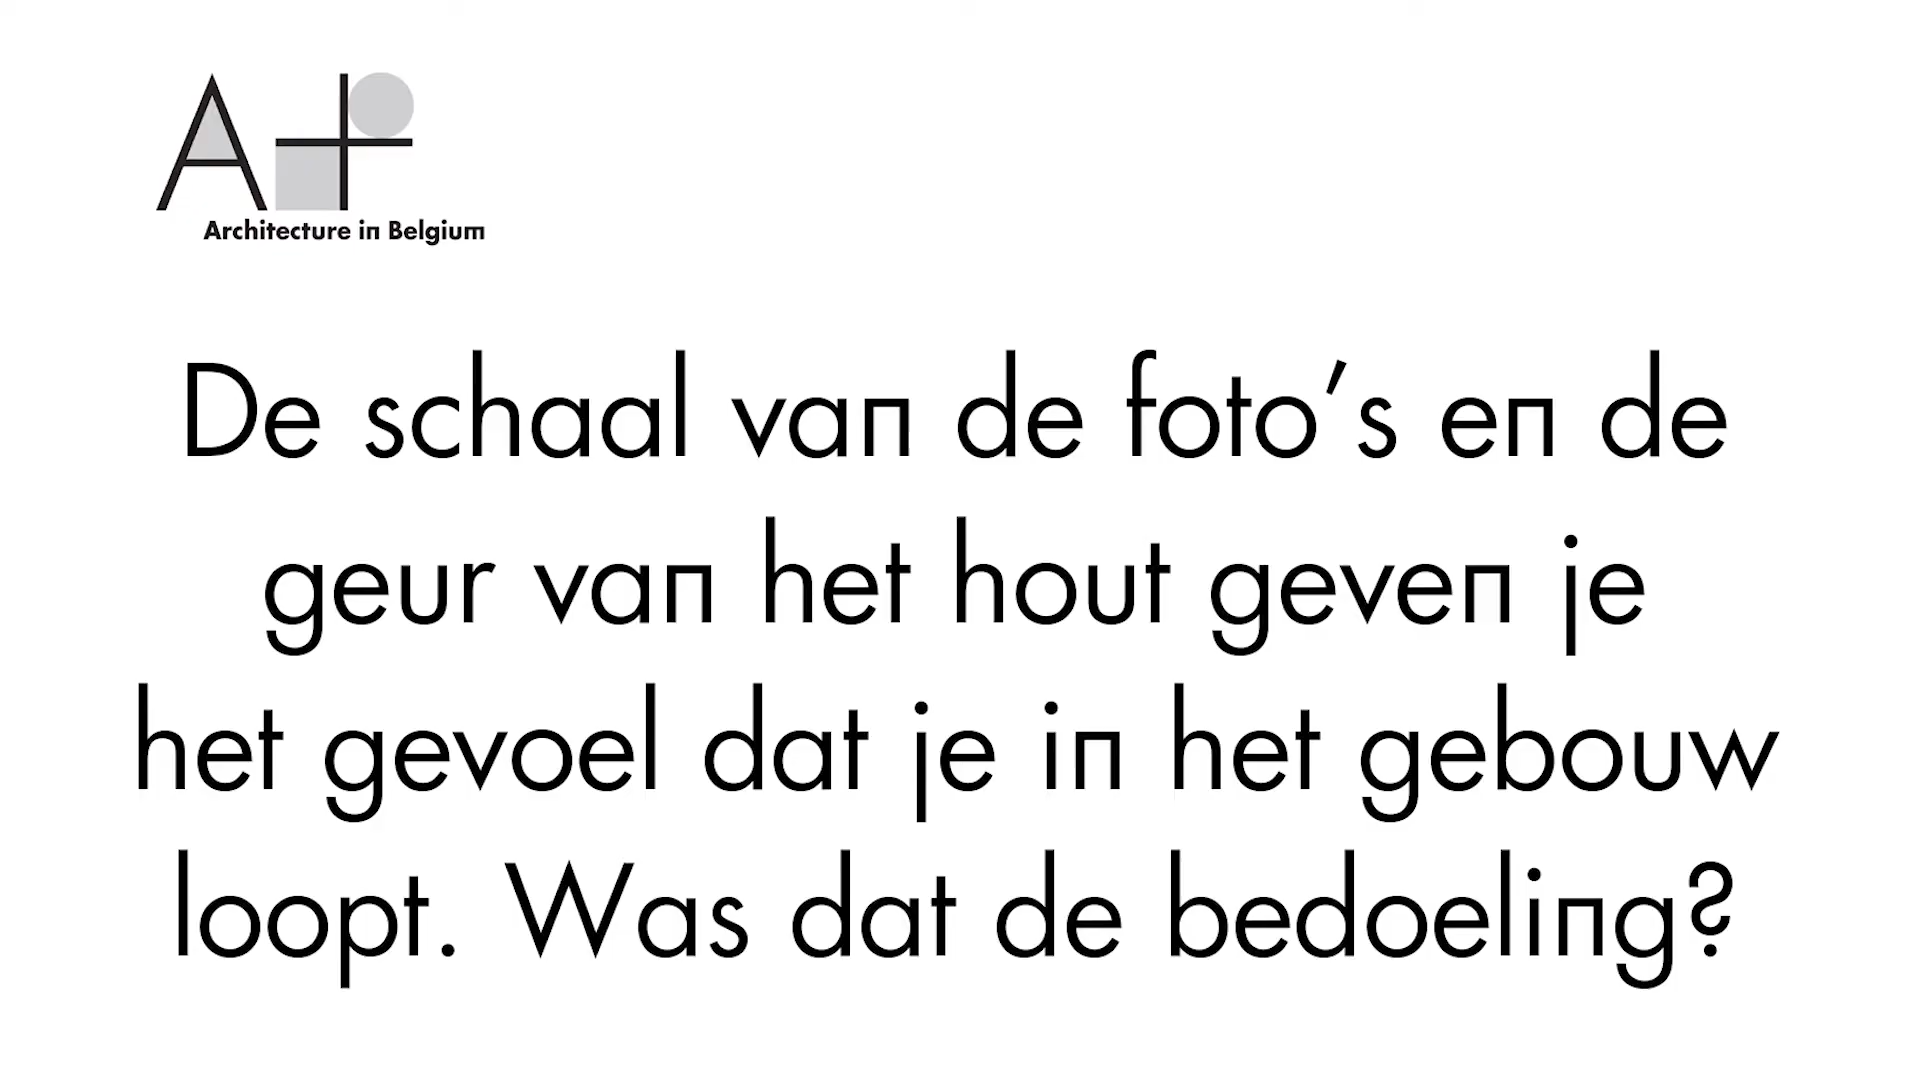 A+
Architecture in Belgium
De schaal van de foto’s en de
geur van het hout geven je
het gevoel dat je in het gebouw
loopt. Was dat de bedoeling?